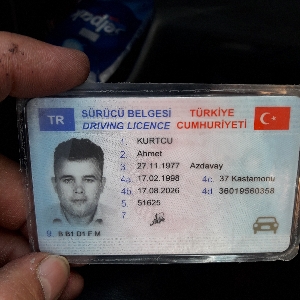 TR SÜRÜCÜ BELGESİ TÜRKİYE
DRIVING LICENCE CUMHURİYETİ
1. KURTCU
2. Ahmet
3. 27.11.1977 Azdavay
4a. 17.02.1998 4c. 37 Kastamonu
4b. 17.08.2026 4d. 36019560358
5. 51625
7.
9. B B1 D1 F M